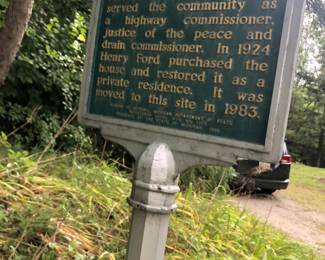 served the community as
a highway commissioner,
justice of the peace and
drain commissioner. In 1924
Henry Ford purchased the
house and restored it as a
private residence. It was
moved to this site in 1983.